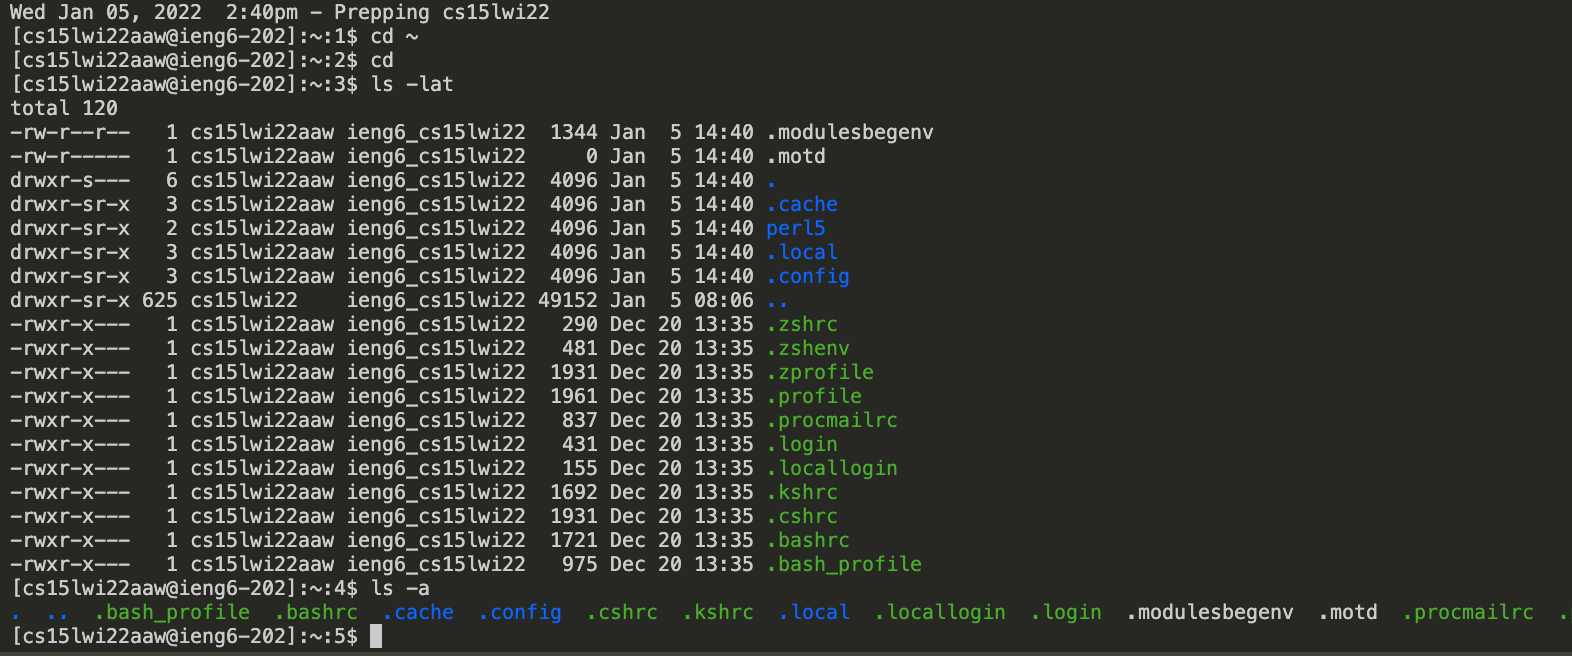 Wed Jan 05, 2022  2:40pm - Prepping cs15lwi22
[cs15lwi22aaw@ieng6-202]:~:1$ cd ~
[cs15lwi22aaw@ieng6-202]:~:2$ cd
[cs15lwi22aaw@ieng6-202]:~:3$ ls -lat
total 120
-rw-r--r--   1 cs15lwi22aaw ieng6_cs15lwi22  1344 Jan  5 14:40 .modulesbegenv
-rw-r-----   1 cs15lwi22aaw ieng6_cs15lwi22     0 Jan  5 14:40 .motd
drwxr-s---   6 cs15lwi22aaw ieng6_cs15lwi22  4096 Jan  5 14:40 .
drwxr-sr-x   3 cs15lwi22aaw ieng6_cs15lwi22  4096 Jan  5 14:40 .cache
drwxr-sr-x   2 cs15lwi22aaw ieng6_cs15lwi22  4096 Jan  5 14:40 perl5
drwxr-sr-x   3 cs15lwi22aaw ieng6_cs15lwi22  4096 Jan  5 14:40 .local
drwxr-sr-x   3 cs15lwi22aaw ieng6_cs15lwi22  4096 Jan  5 14:40 .config
drwxr-sr-x 625 cs15lwi22    ieng6_cs15lwi22 49152 Jan  5 08:06 ..
-rwxr-x---   1 cs15lwi22aaw ieng6_cs15lwi22   290 Dec 20 13:35 .zshrc
-rwxr-x---   1 cs15lwi22aaw ieng6_cs15lwi22   481 Dec 20 13:35 .zshenv
-rwxr-x---   1 cs15lwi22aaw ieng6_cs15lwi22  1931 Dec 20 13:35 .zprofile
-rwxr-x---   1 cs15lwi22aaw ieng6_cs15lwi22  1961 Dec 20 13:35 .profile
-rwxr-x---   1 cs15lwi22aaw ieng6_cs15lwi22   837 Dec 20 13:35 .procmailrc
-rwxr-x---   1 cs15lwi22aaw ieng6_cs15lwi22   431 Dec 20 13:35 .login
-rwxr-x---   1 cs15lwi22aaw ieng6_cs15lwi22   155 Dec 20 13:35 .locallogin
-rwxr-x---   1 cs15lwi22aaw ieng6_cs15lwi22  1692 Dec 20 13:35 .kshrc
-rwxr-x---   1 cs15lwi22aaw ieng6_cs15lwi22  1931 Dec 20 13:35 .cshrc
-rwxr-x---   1 cs15lwi22aaw ieng6_cs15lwi22  1721 Dec 20 13:35 .bashrc
-rwxr-x---   1 cs15lwi22aaw ieng6_cs15lwi22   975 Dec 20 13:35 .bash_profile
[cs15lwi22aaw@ieng6-202]:~:4$ ls -a
.  ..  .bash_profile  .bashrc  .cache  .config  .cshrc  .kshrc  .local  .locallogin  .login  .modulesbegenv  .motd  .procmailrc
[cs15lwi22aaw@ieng6-202]:~:5$